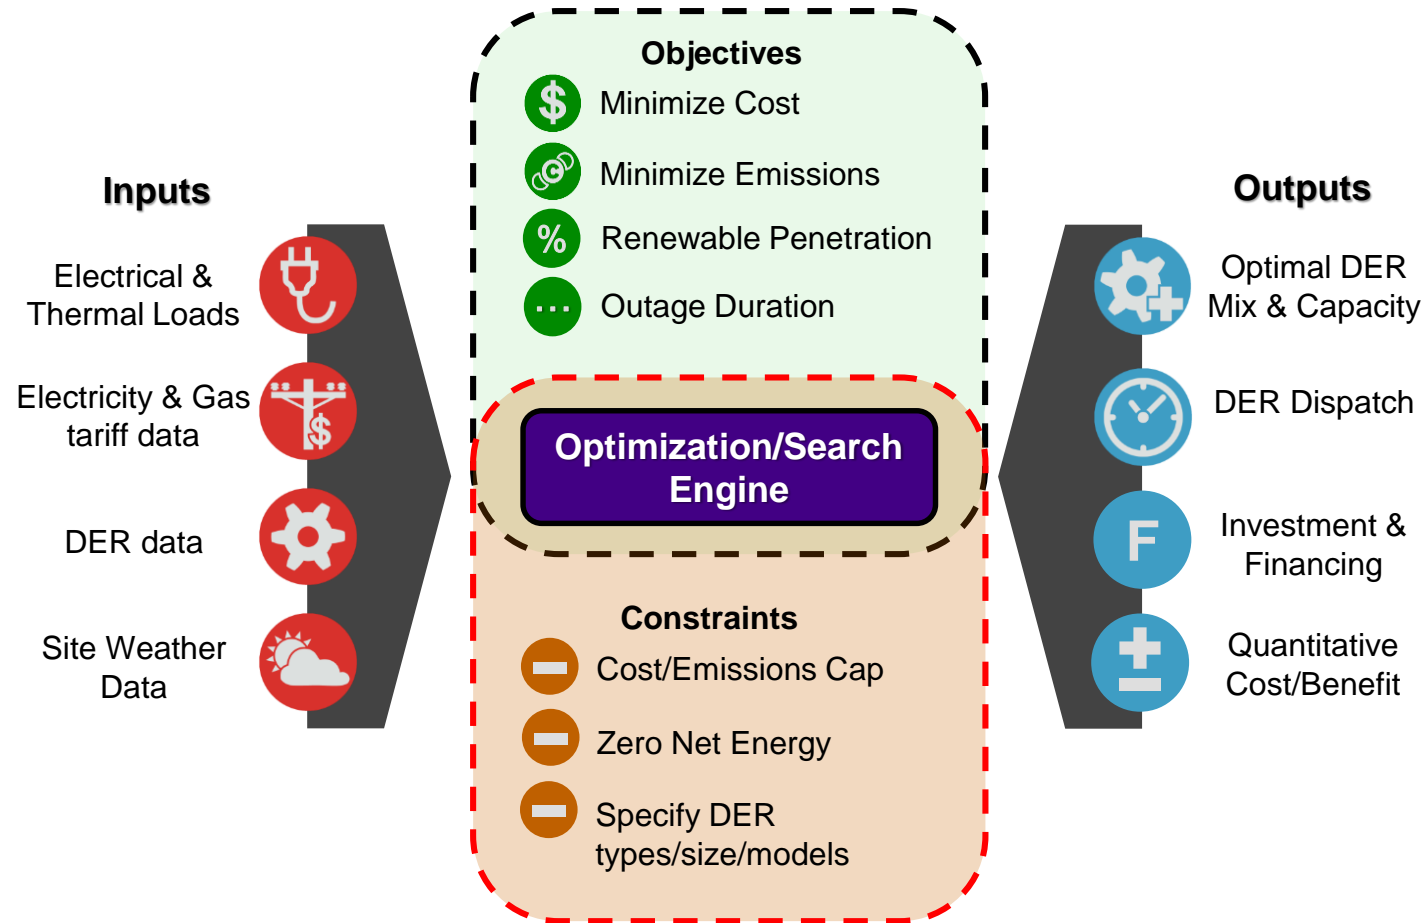 Inputs
Electrical &
Thermal Loads
Electricity & Gas
tariff data
$
DER data
Site Weather
Data
Objectives
$ Minimize Cost
C Minimize Emissions
% Renewable Penetration
... Outage Duration
Optimization/Search
Engine
Constraints
Cost/Emissions Cap
Zero Net Energy
Specify DER
types/size/models
Outputs
Optimal DER
Mix & Capacity
DER Dispatch
F
Investment &
Financing
Quantitative
Cost/Benefit